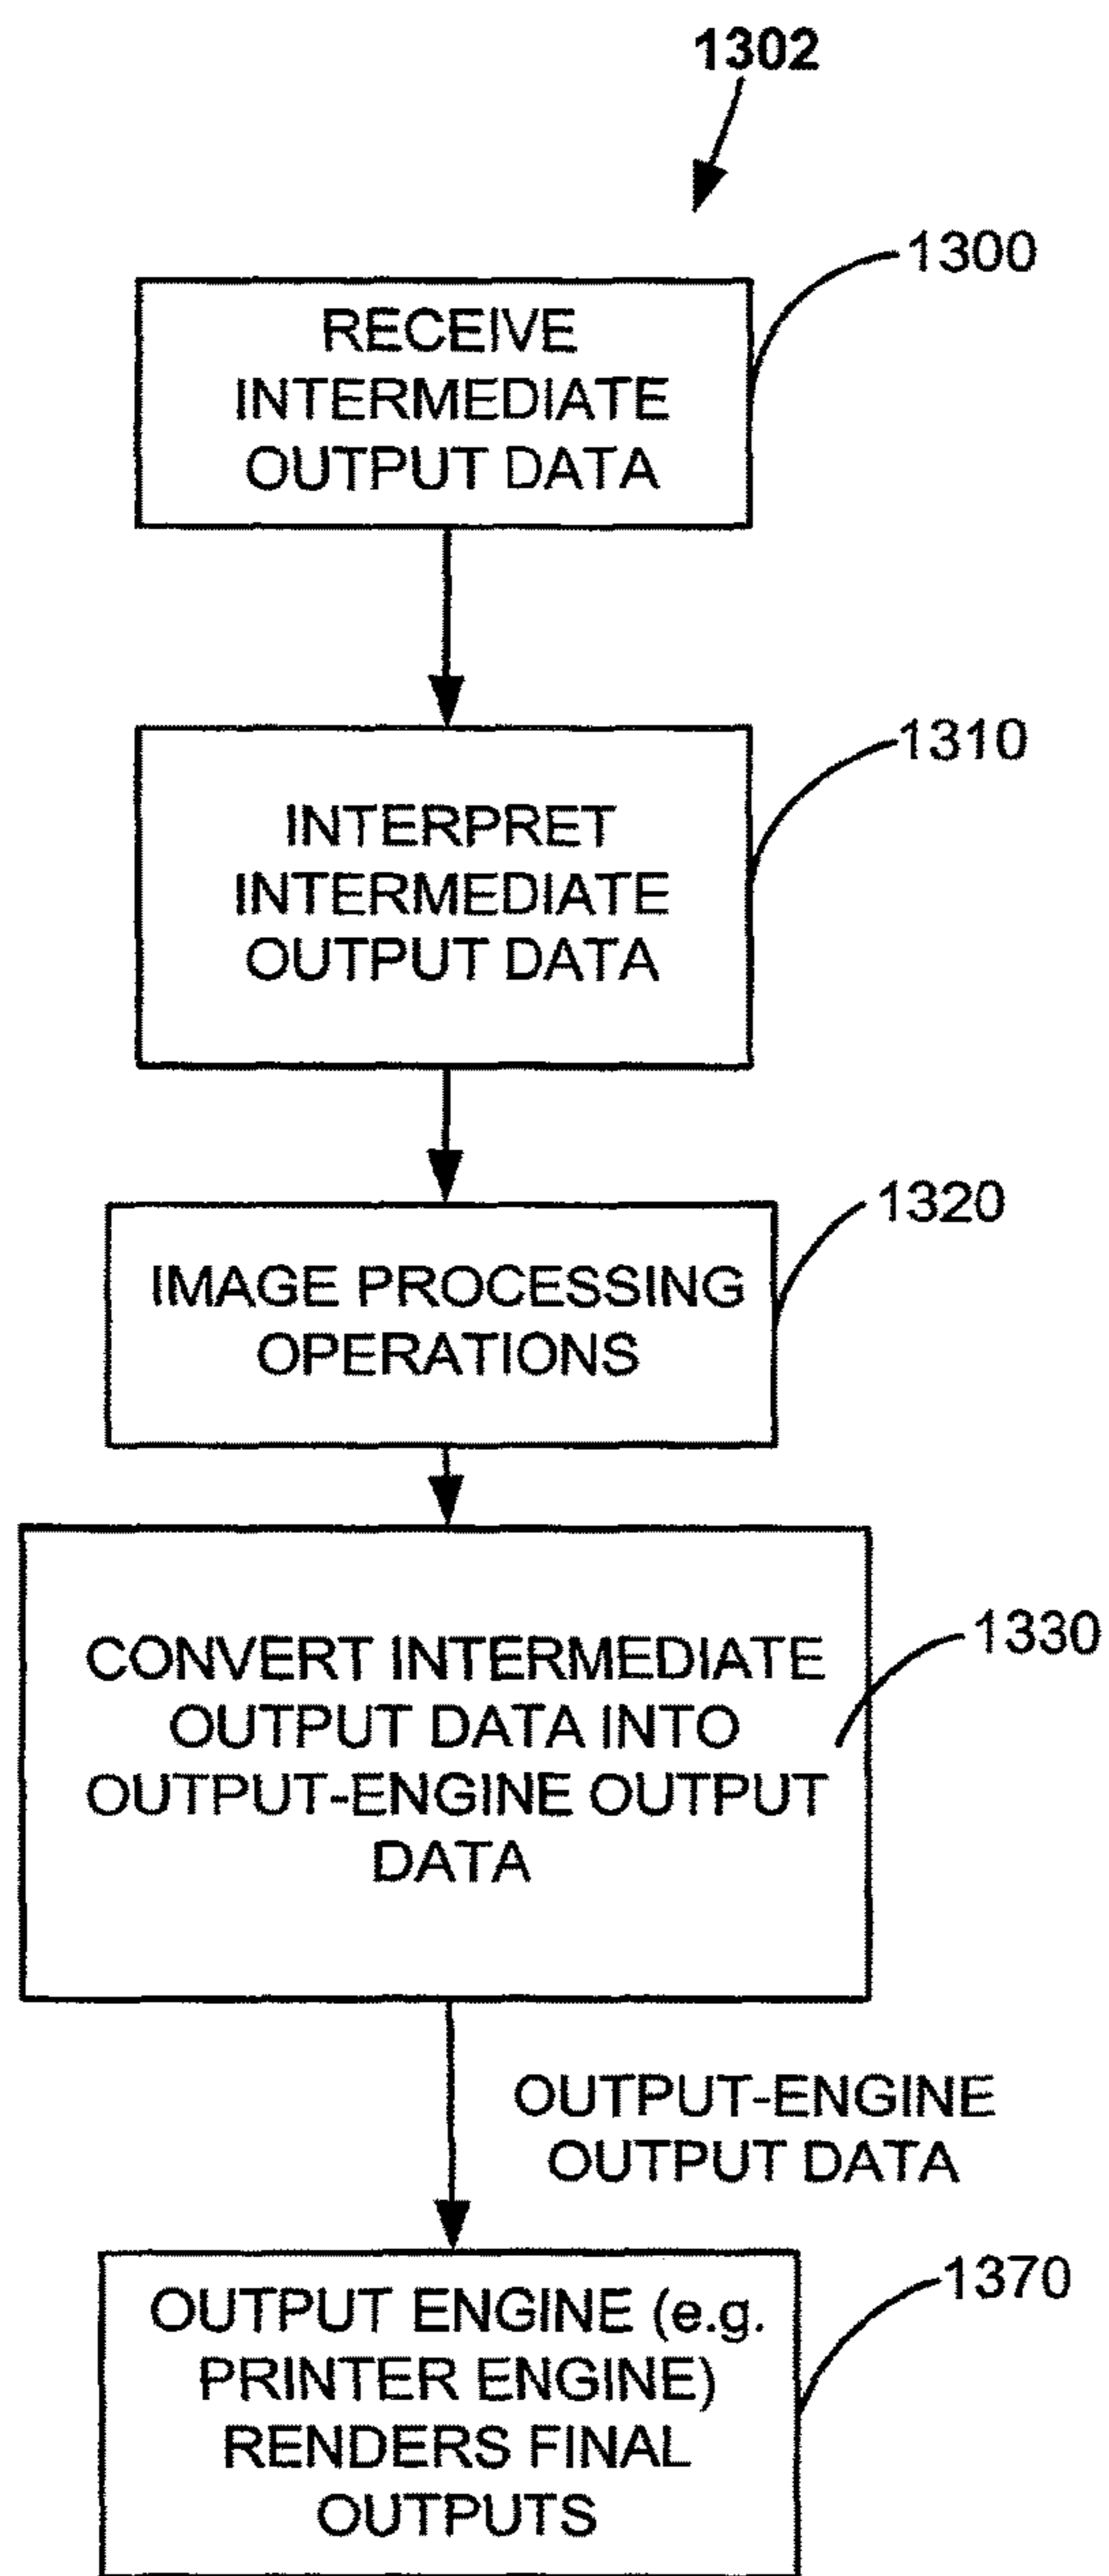 1302
1300
RECEIVE
INTERMEDIATE
OUTPUT DATA
1310
INTERPRET
INTERMEDIATE
OUTPUT DATA
1320
IMAGE PROCESSING
OPERATIONS
1330
CONVERT INTERMEDIATE
OUTPUT DATA INTO
OUTPUT-ENGINE OUTPUT
DATA
OUTPUT-ENGINE
OUTPUT DATA
1370
OUTPUT ENGINE (e.g.
PRINTER ENGINE)
RENDERS FINAL
OUTPUTS